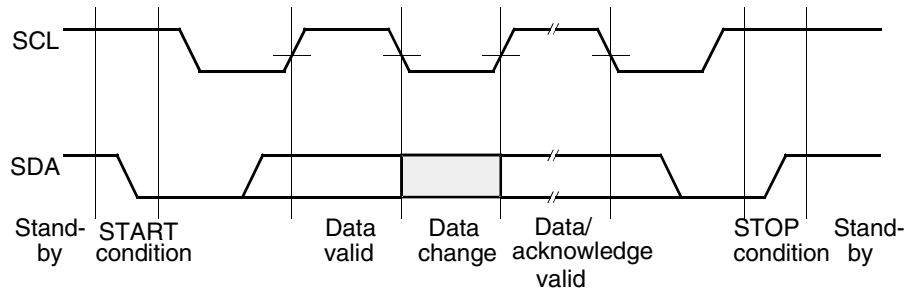 SCL
SDA
Stand-
by
START
condition
Data
valid
Data
change
Data/
acknowledge
valid
STOP
condition
Stand-
by